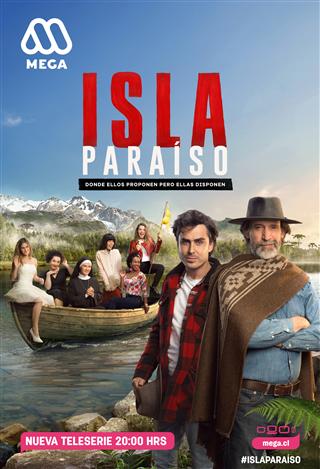 MEGA
ISLA
PARAÍSO
DONDE ELLOS PROPONEN PERO ELLAS DISPONEN
NUEVA TELESERIE 20:00 HRS
mega.cl
#ISLAPARAÍSO